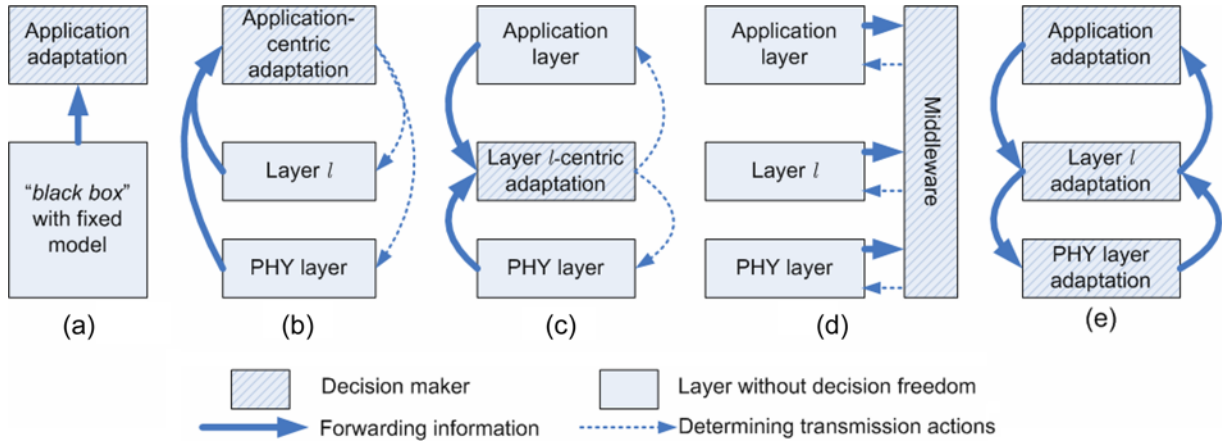 Application
adaptation
"black box"
with fixed
model
(a)
Application-
centric
adaptation
Layer l
PHY layer
(b)
Application
layer
Layer l-centric
adaptation
PHY layer
(c)
Application
layer
Layer l
PHY layer
Middleware
(d)
Application
adaptation
Layer l
adaptation
PHY layer
adaptation
(e)
Decision maker
Layer without decision freedom
Forwarding information
Determining transmission actions